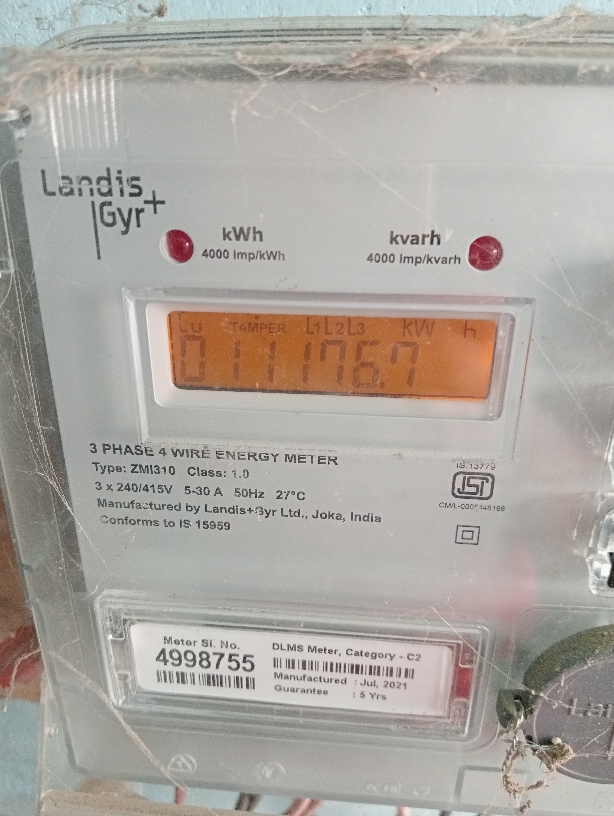 Landis
Gyr+
kWh
4000 Imp/kWh
kvarh
4000 Imp/kvarh
TAMPER L1L2L3 kW h
011176.7
3 PHASE 4 WIRE ENERGY METER
Type: ZMI310 Class: 1.0
3 x 240/415V 5-30 A 50Hz 27°C
Manufactured by Landis+Gyr Ltd., Joka, India
Conforms to IS 15959
IS.13779
Meter Sl. No.
4998755
DLMS Meter, Category - C2
Manufactured : Jul, 2021
Guarantee : 5 Yrs